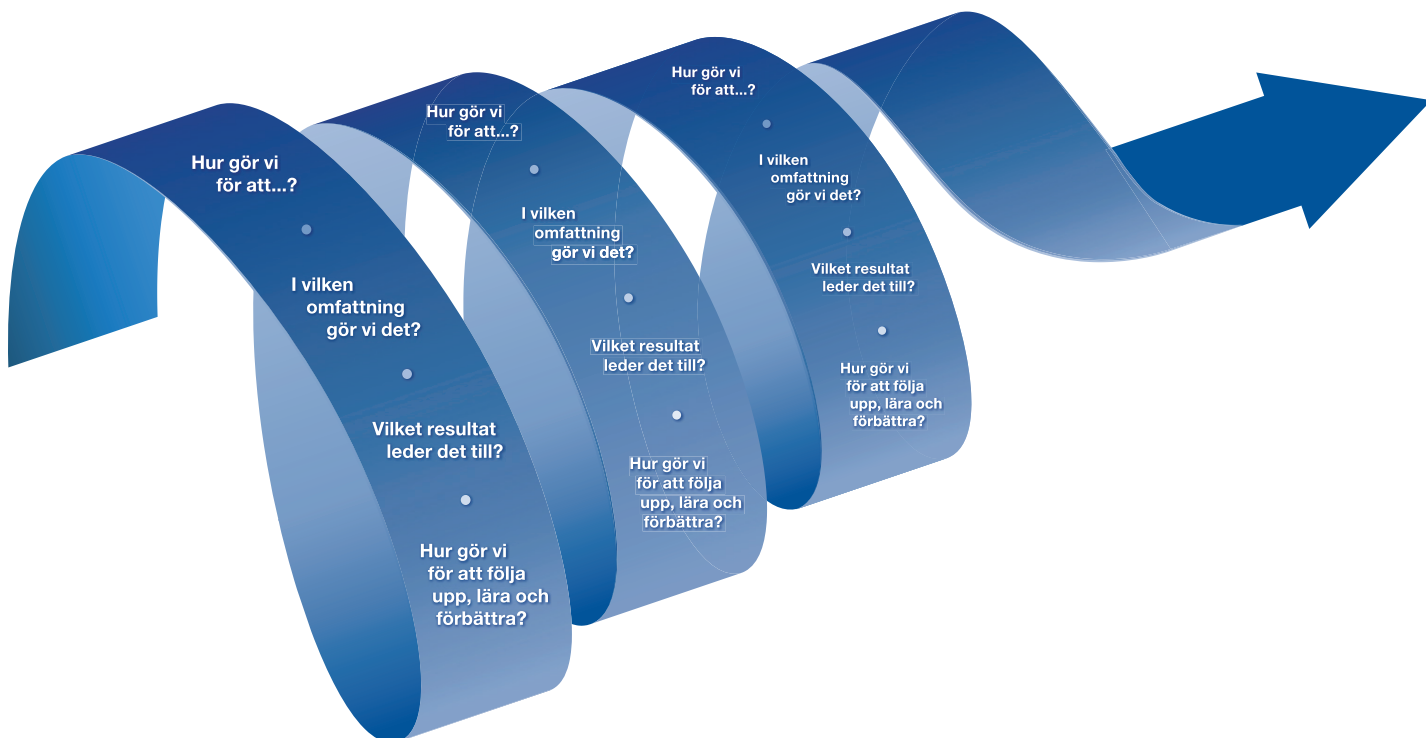 Hur gör vi
för att...?
I vilken
omfattning
gör vi det?
Vilket resultat
leder det till?
Hur gör vi
för att följa
upp, lära och
förbättra?
Hur gör vi
för att...?
I vilken
omfattning
gör vi det?
Vilket resultat
leder det till?
Hur gör vi
för att följa
upp, lära och
förbättra?
Hur gör vi
för att...?
I vilken
omfattning
gör vi det?
Vilket resultat
leder det till?
Hur gör vi
för att följa
upp, lära och
förbättra?